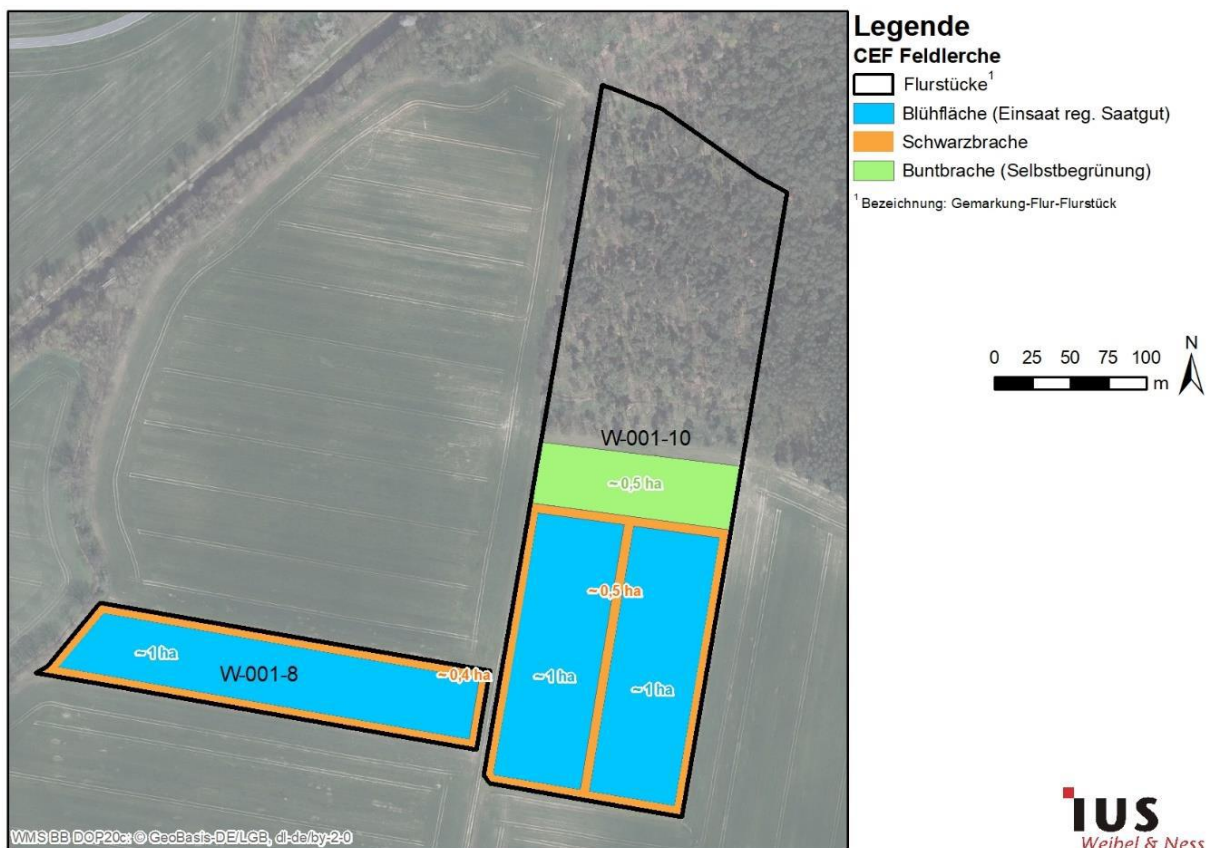 Legende
CEF Feldlerche
Flurstücke¹
Blühfläche (Einsaat reg. Saatgut)
Schwarzbrache
Buntbrache (Selbstbegrünung)
¹ Bezeichnung: Gemarkung-Flur-Flurstück
N
0 25 50 75 100
m
W-001-10
~0,5 ha
~0,5 ha
~1 ha
W-001-8
~0,4 ha
~1 ha
~1 ha
WMS BB DOP20c: © GeoBasis-DE/LGB, dl-de/by-2-0
IUS
Weibel & Ness